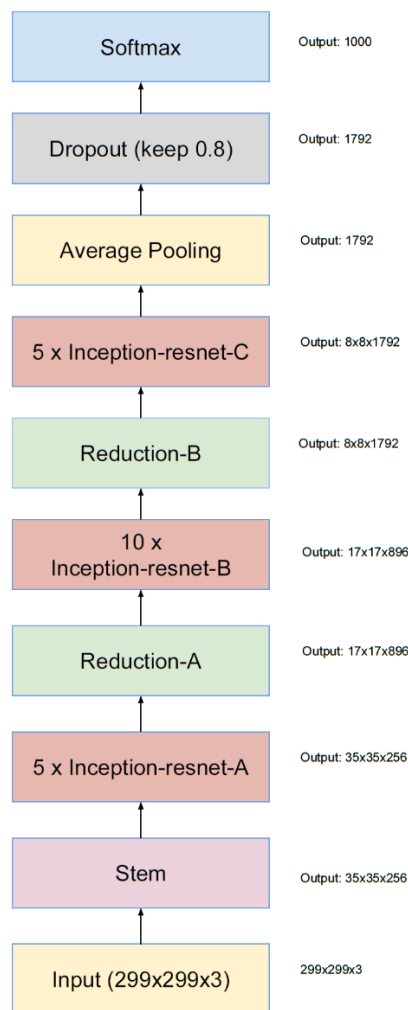 Softmax
Output: 1000
Dropout (keep 0.8)
Output: 1792
Average Pooling
Output: 1792
5 x Inception-resnet-C
Output: 8x8x1792
Reduction-B
Output: 8x8x1792
10 x
Inception-resnet-B
Output: 17x17x896
Reduction-A
Output: 17x17x896
5 x Inception-resnet-A
Output: 35x35x256
Stem
Output: 35x35x256
Input (299x299x3)
299x299x3